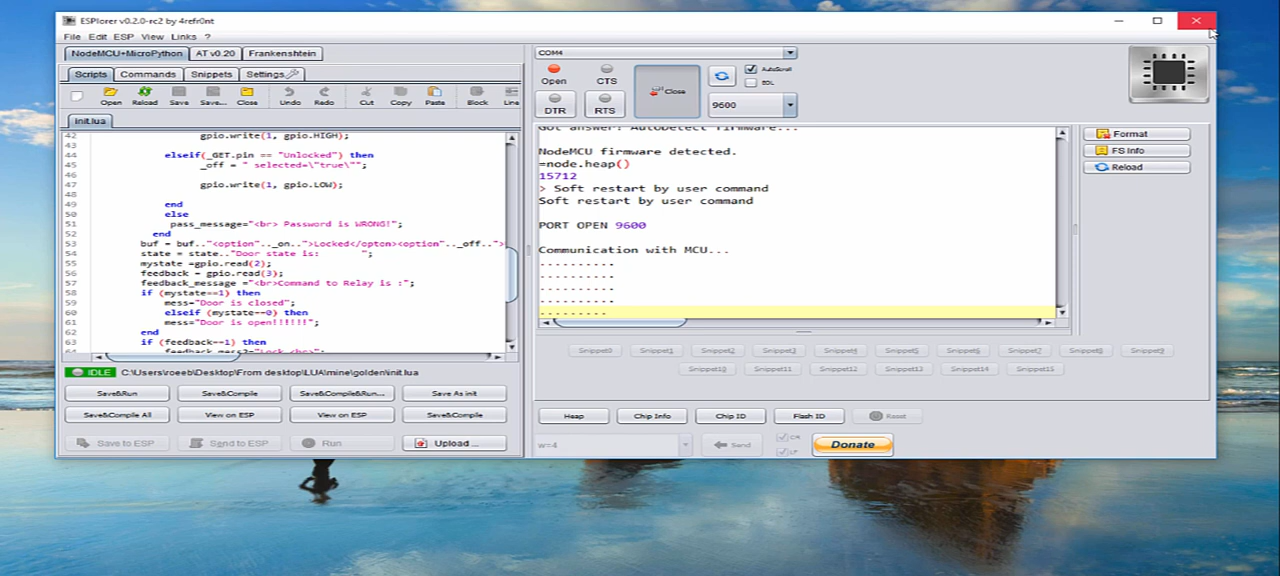 ESPlorer v0.2.0-rc2 by 4refr0nt
File Edit ESP View Links ?
NodeMCU+MicroPython AT v0.20 Frankenshtein
Scripts Commands Snippets Settings
Open Reload Save Save... Close Undo Redo Cut Copy Paste Block Line
init.lua
42 gpio.write(1, gpio.HIGH);
43
44 elseif(_GET.pin == "Unlocked") then
45 _off = " selected=\"true\"";
46
47 gpio.write(1, gpio.LOW);
48
49 end
50 else
51 pass_message="<br> Password is WRONG!";
52 end
53 buf = buf.."<option".._on..">Locked</opton><option".._off..">
54 state = state.."Door state is: ";
55 mystate =gpio.read(2);
56 feedback = gpio.read(3);
57 feedback_message ="<br>Command to Relay is :";
58 if (mystate==1) then
59 mess="Door is closed";
60 elseif (mystate==0) then
61 mess="Door is open!!!!!!";
62 end
63 if (feedback==1) then
64 feedback_mess2="Lock <br>";
IDLE C:\Users\roeeb\Desktop\From desktop\LUA\mine\golden\init.lua
Save&Run Save&Compile Save&Compile&Run... Save As init
Save&Compile All View on ESP View on ESP Save&Compile
Save to ESP Send to ESP Run Upload ...
COM4
Open CTS
DTR RTS
Close
AutoScroll
EOL
9600
Got answer! AutoDetect firmware...
NodeMCU firmware detected.
=node.heap()
15712
> Soft restart by user command
Soft restart by user command
PORT OPEN 9600
Communication with MCU...
..........
..........
..........
..........
.........
Format
FS Info
Reload
Snippet0 Snippet1 Snippet2 Snippet3 Snippet4 Snippet5 Snippet6 Snippet7 Snippet8 Snippet9
Snippet10 Snippet11 Snippet12 Snippet13 Snippet14 Snippet15
Heap Chip Info Chip ID Flash ID Reset
w=4 Send CR Donate
LF